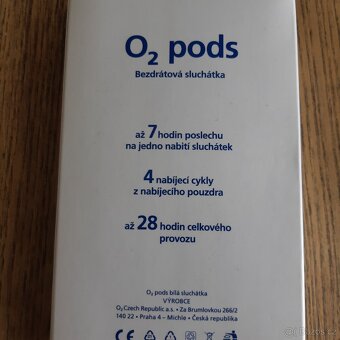 O₂ pods
Bezdrátová sluchátka
až 7 hodin poslechu
na jedno nabití sluchátek
4 nabíjecí cykly
z nabíjecího pouzdra
až 28 hodin celkového
provozu
O₂ pods bílá sluchátka
VÝROBCE
O₂ Czech Republic a.s. • Za Brumlovkou 266/2
140 22 • Praha 4 – Michle • Česká republika